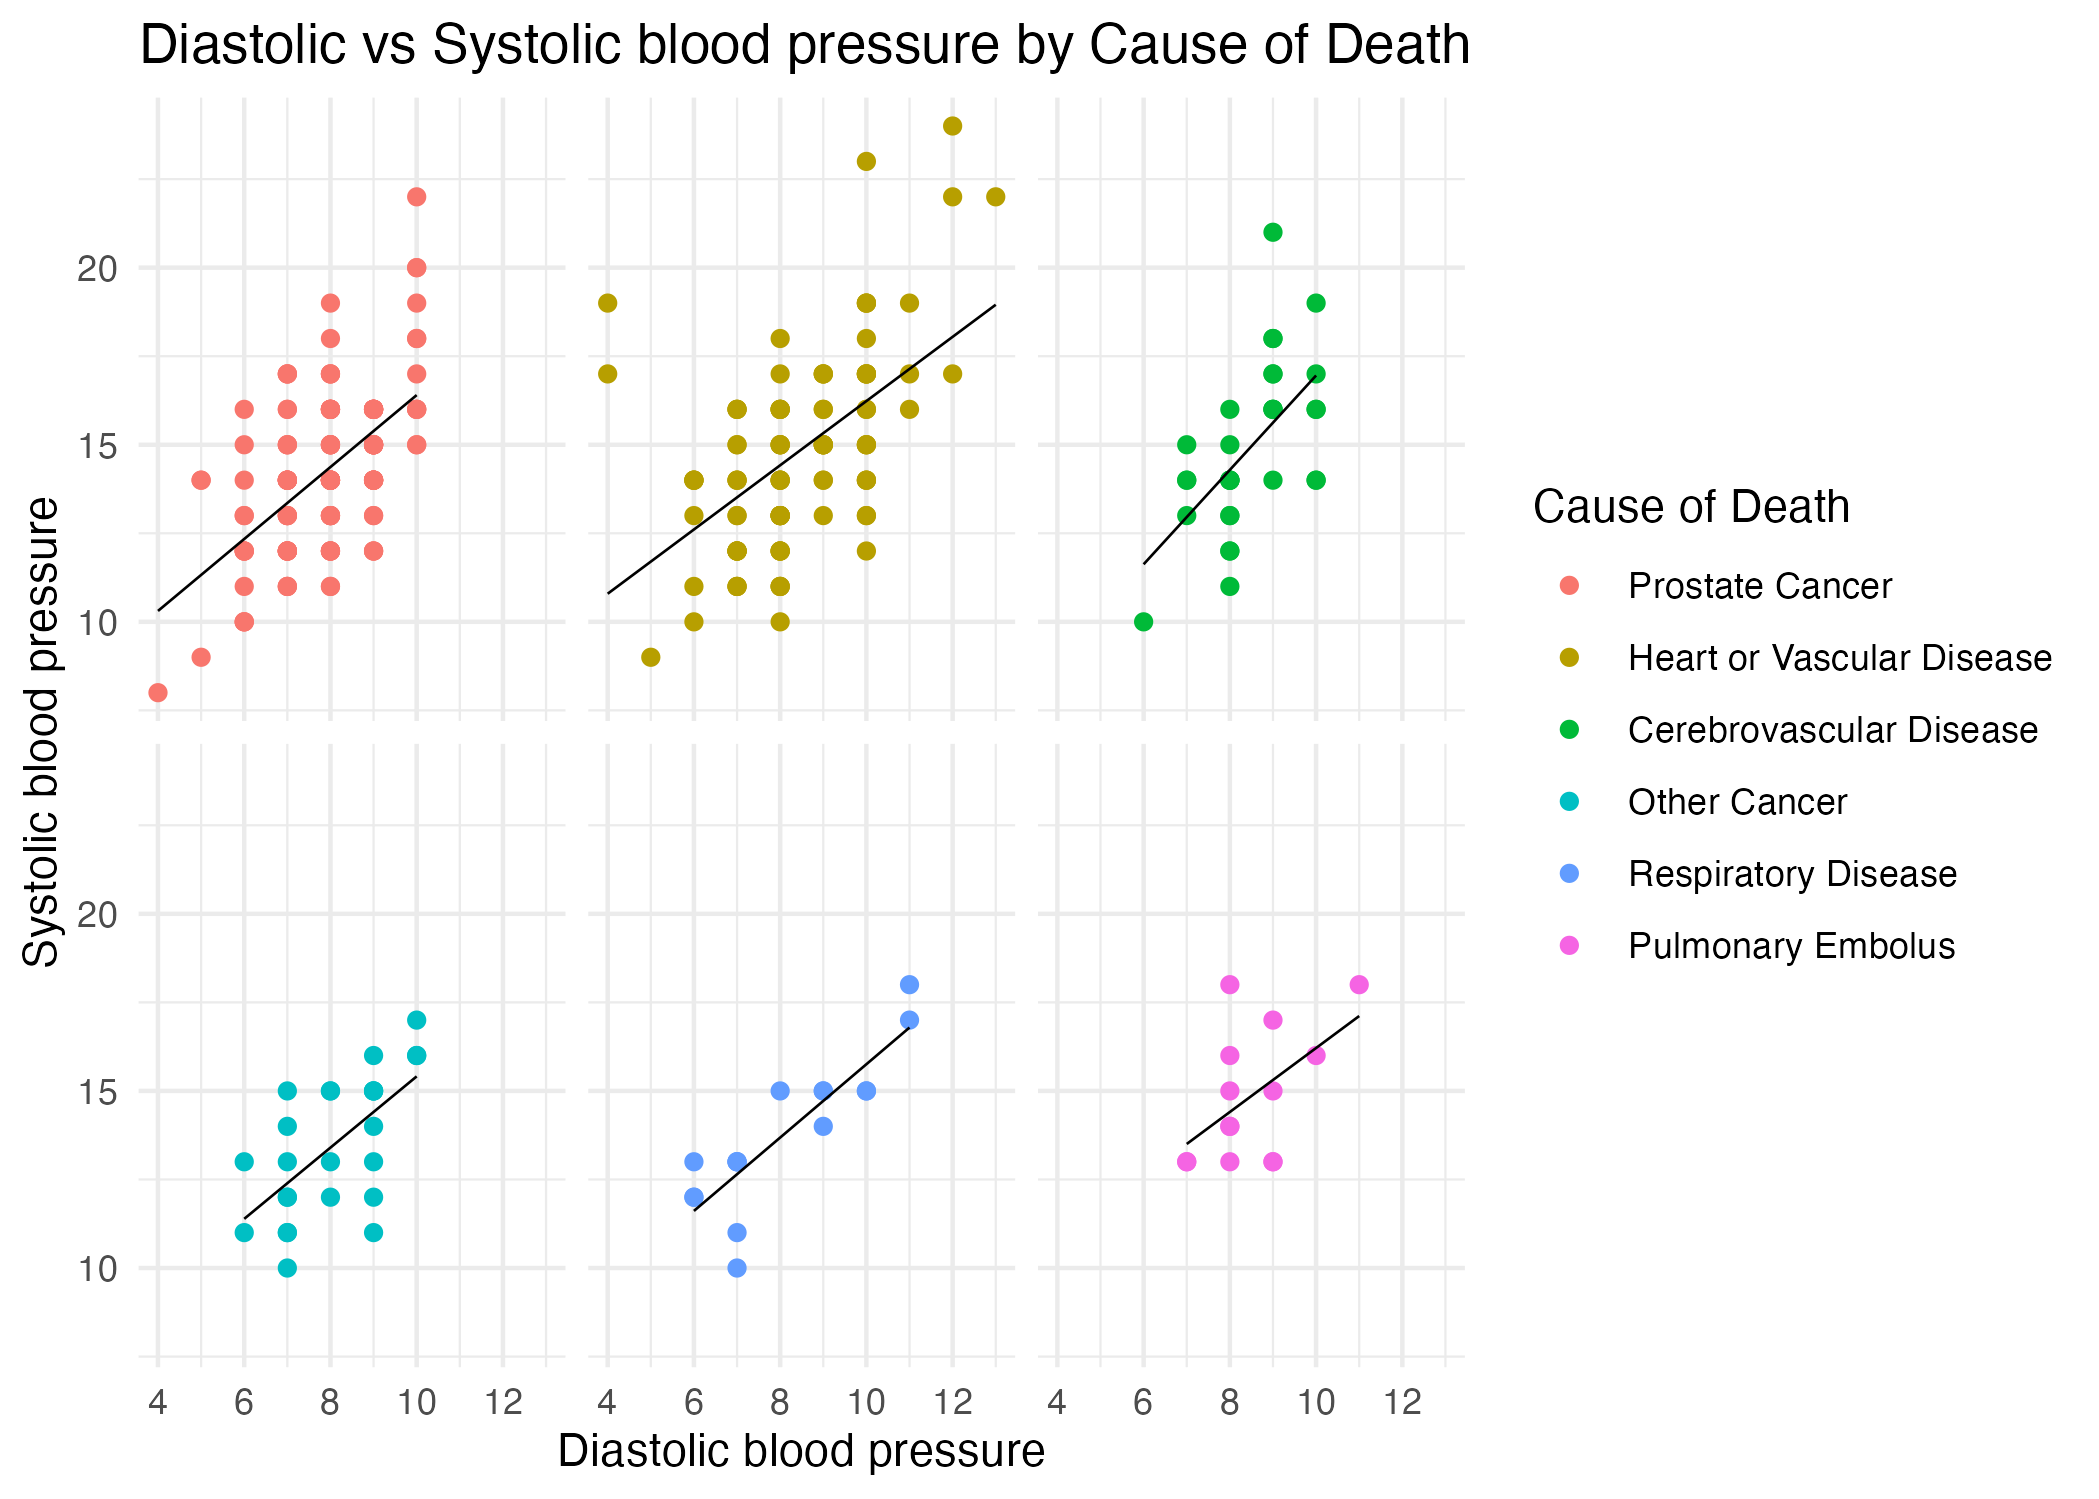 Diastolic vs Systolic blood pressure by Cause of Death
Systolic blood pressure
20
15
10
20
15
10
4 6 8 10 12
4 6 8 10 12
4 6 8 10 12
Diastolic blood pressure
Cause of Death
Prostate Cancer
Heart or Vascular Disease
Cerebrovascular Disease
Other Cancer
Respiratory Disease
Pulmonary Embolus